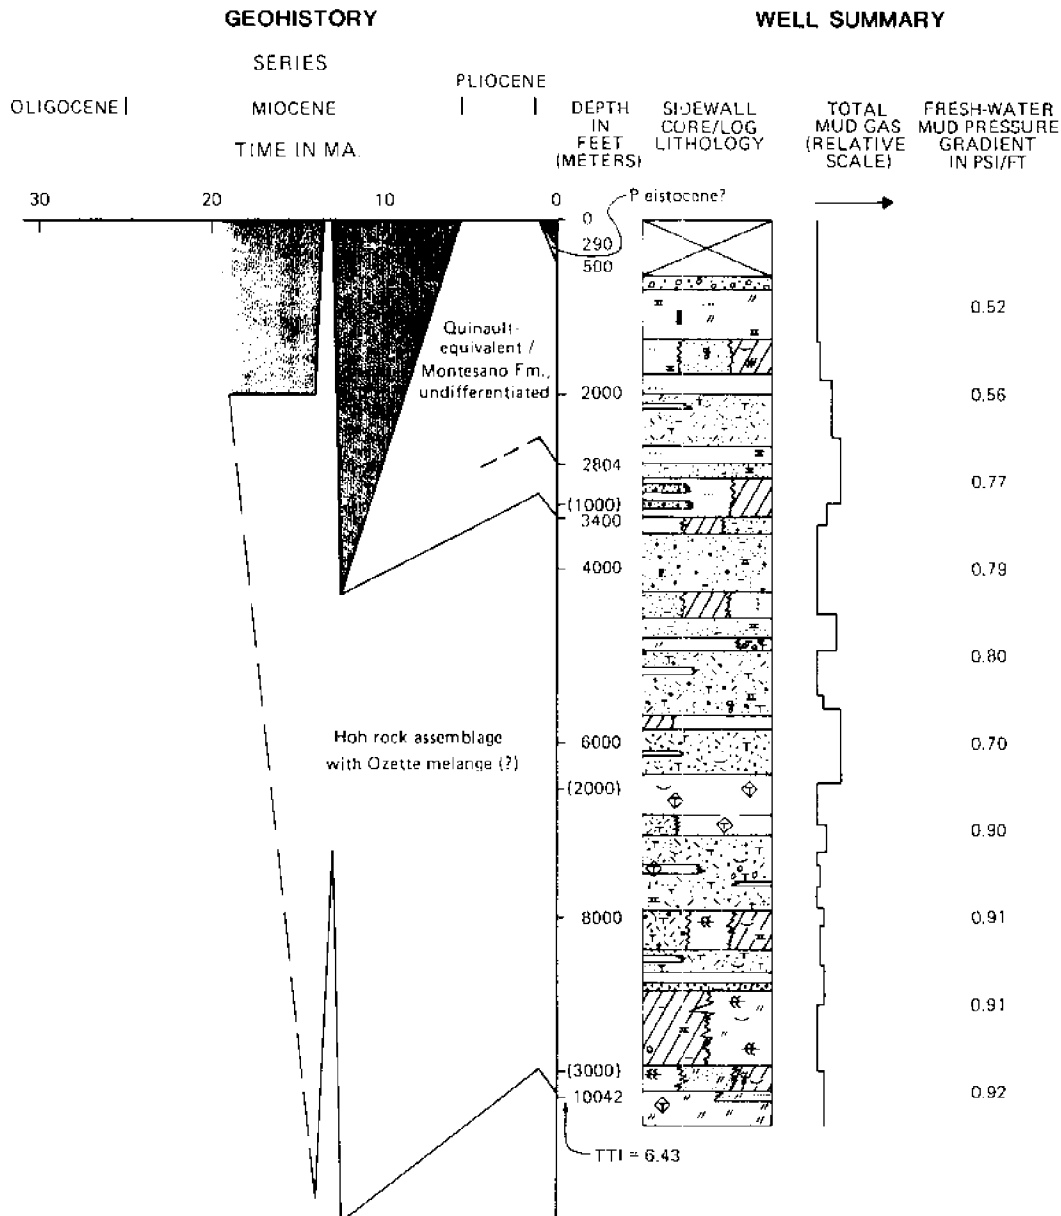 GEOHISTORY
WELL SUMMARY
SERIES
OLIGOCENE
MIOCENE
PLIOCENE
TIME IN MA.
DEPTH
IN
FEET
(METERS)
SIDEWALL
CORE/LOG
LITHOLOGY
TOTAL
MUD GAS
(RELATIVE
SCALE)
FRESH-WATER
MUD PRESSURE
GRADIENT
IN PSI/FT
30
20
10
0
P eistocene?
0
290
500
2000
2804
(1000)
3400
4000
6000
(2000)
8000
(3000)
10042
Quinault-
equivalent /
Montesano Fm.,
undifferentiated
Hoh rock assemblage
with Ozette melange (?)
TTI = 6.43
0.52
0.56
0.77
0.79
0.80
0.70
0.90
0.91
0.91
0.92